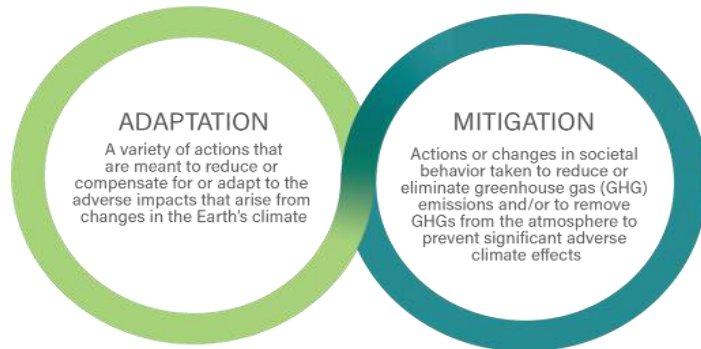 ADAPTATION
A variety of actions that
are meant to reduce or
compensate for or adapt to the
adverse impacts that arise from
changes in the Earth's climate
MITIGATION
Actions or changes in societal
behavior taken to reduce or
eliminate greenhouse gas (GHG)
emissions and/or to remove
GHGs from the atmosphere to
prevent significant adverse
climate effects